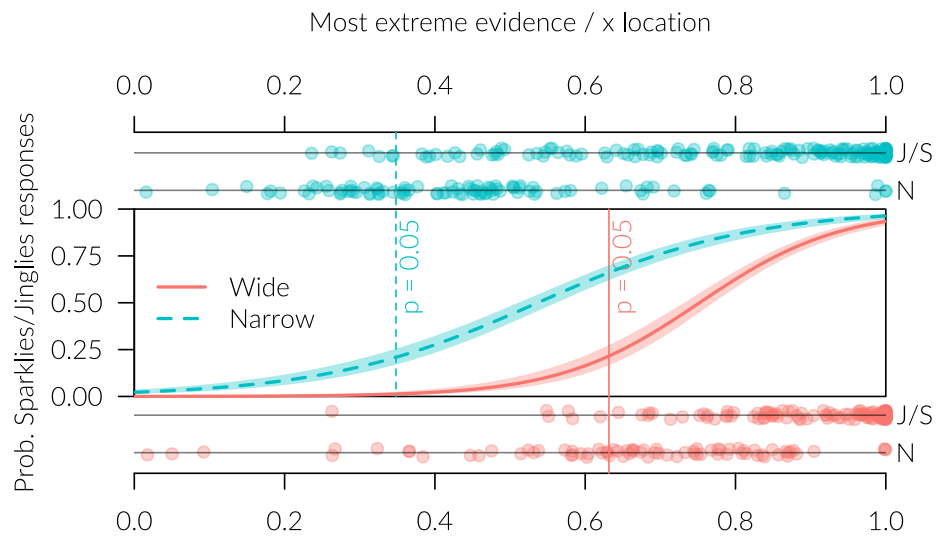 Most extreme evidence / x location
0.0 0.2 0.4 0.6 0.8 1.0
J/S
N
Prob. Sparklies/Jinglies responses
1.00
0.75
0.50
0.25
0.00
p = 0.05
p = 0.05
Wide
Narrow
J/S
N
0.0 0.2 0.4 0.6 0.8 1.0